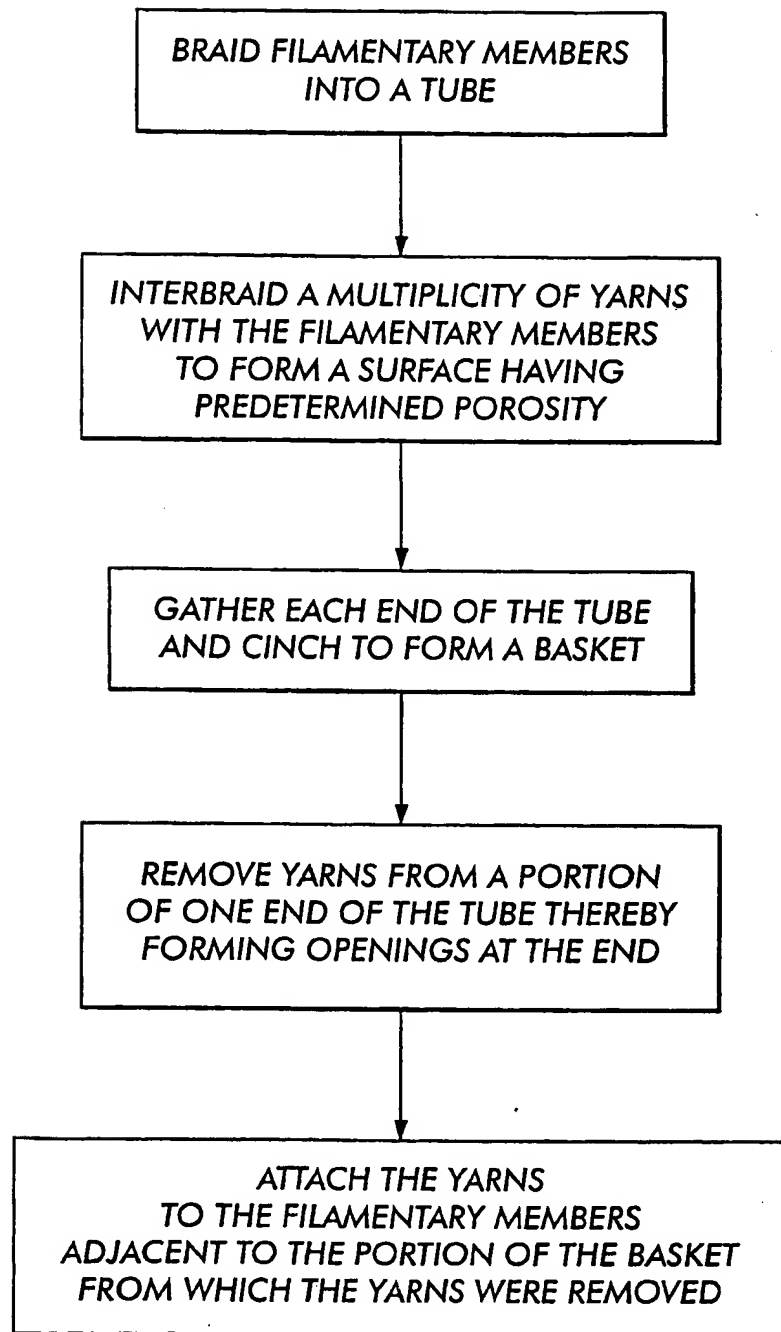 BRAID FILAMENTARY MEMBERS
INTO A TUBE
INTERBRAID A MULTIPLICITY OF YARNS
WITH THE FILAMENTARY MEMBERS
TO FORM A SURFACE HAVING
PREDETERMINED POROSITY
GATHER EACH END OF THE TUBE
AND CINCH TO FORM A BASKET
REMOVE YARNS FROM A PORTION
OF ONE END OF THE TUBE THEREBY
FORMING OPENINGS AT THE END
ATTACH THE YARNS
TO THE FILAMENTARY MEMBERS
ADJACENT TO THE PORTION OF THE BASKET
FROM WHICH THE YARNS WERE REMOVED